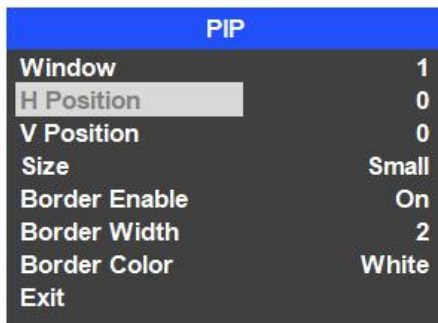 PIP
Window 1
H Position 0
V Position 0
Size Small
Border Enable On
Border Width 2
Border Color White
Exit